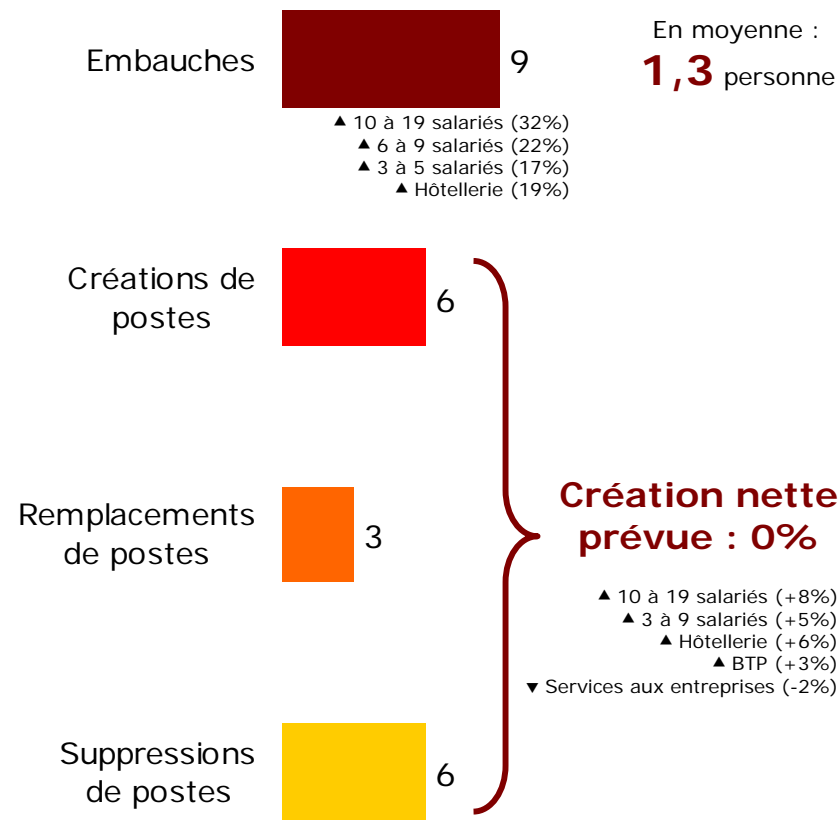 Embauches
9
En moyenne :
1,3 personne
▲ 10 à 19 salariés (32%)
▲ 6 à 9 salariés (22%)
▲ 3 à 5 salariés (17%)
▲ Hôtellerie (19%)
Créations de
postes
6
Remplacements
de postes
3
Création nette
prévue : 0%
▲ 10 à 19 salariés (+8%)
▲ 3 à 9 salariés (+5%)
▲ Hôtellerie (+6%)
▲ BTP (+3%)
▼ Services aux entreprises (-2%)
Suppressions
de postes
6